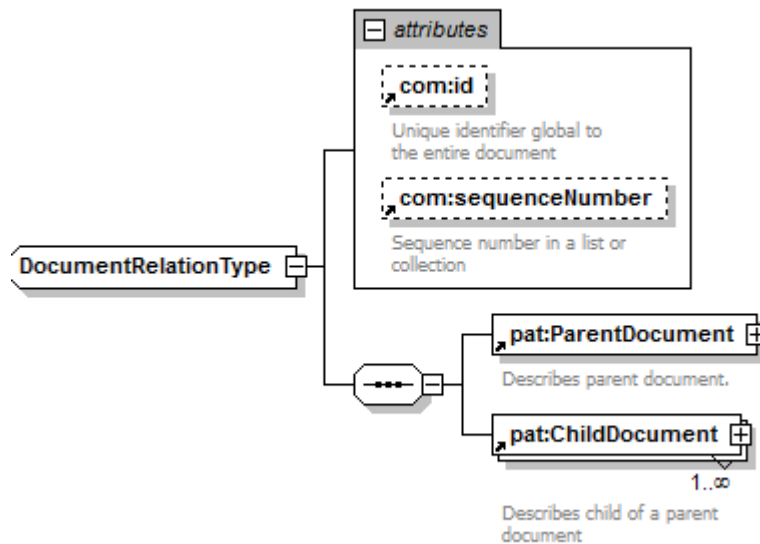 attributes
com:id
Unique identifier global to
the entire document
com:sequenceNumber
Sequence number in a list or
collection
DocumentRelationType
pat:ParentDocument
Describes parent document.
pat:ChildDocument
1..∞
Describes child of a parent
document